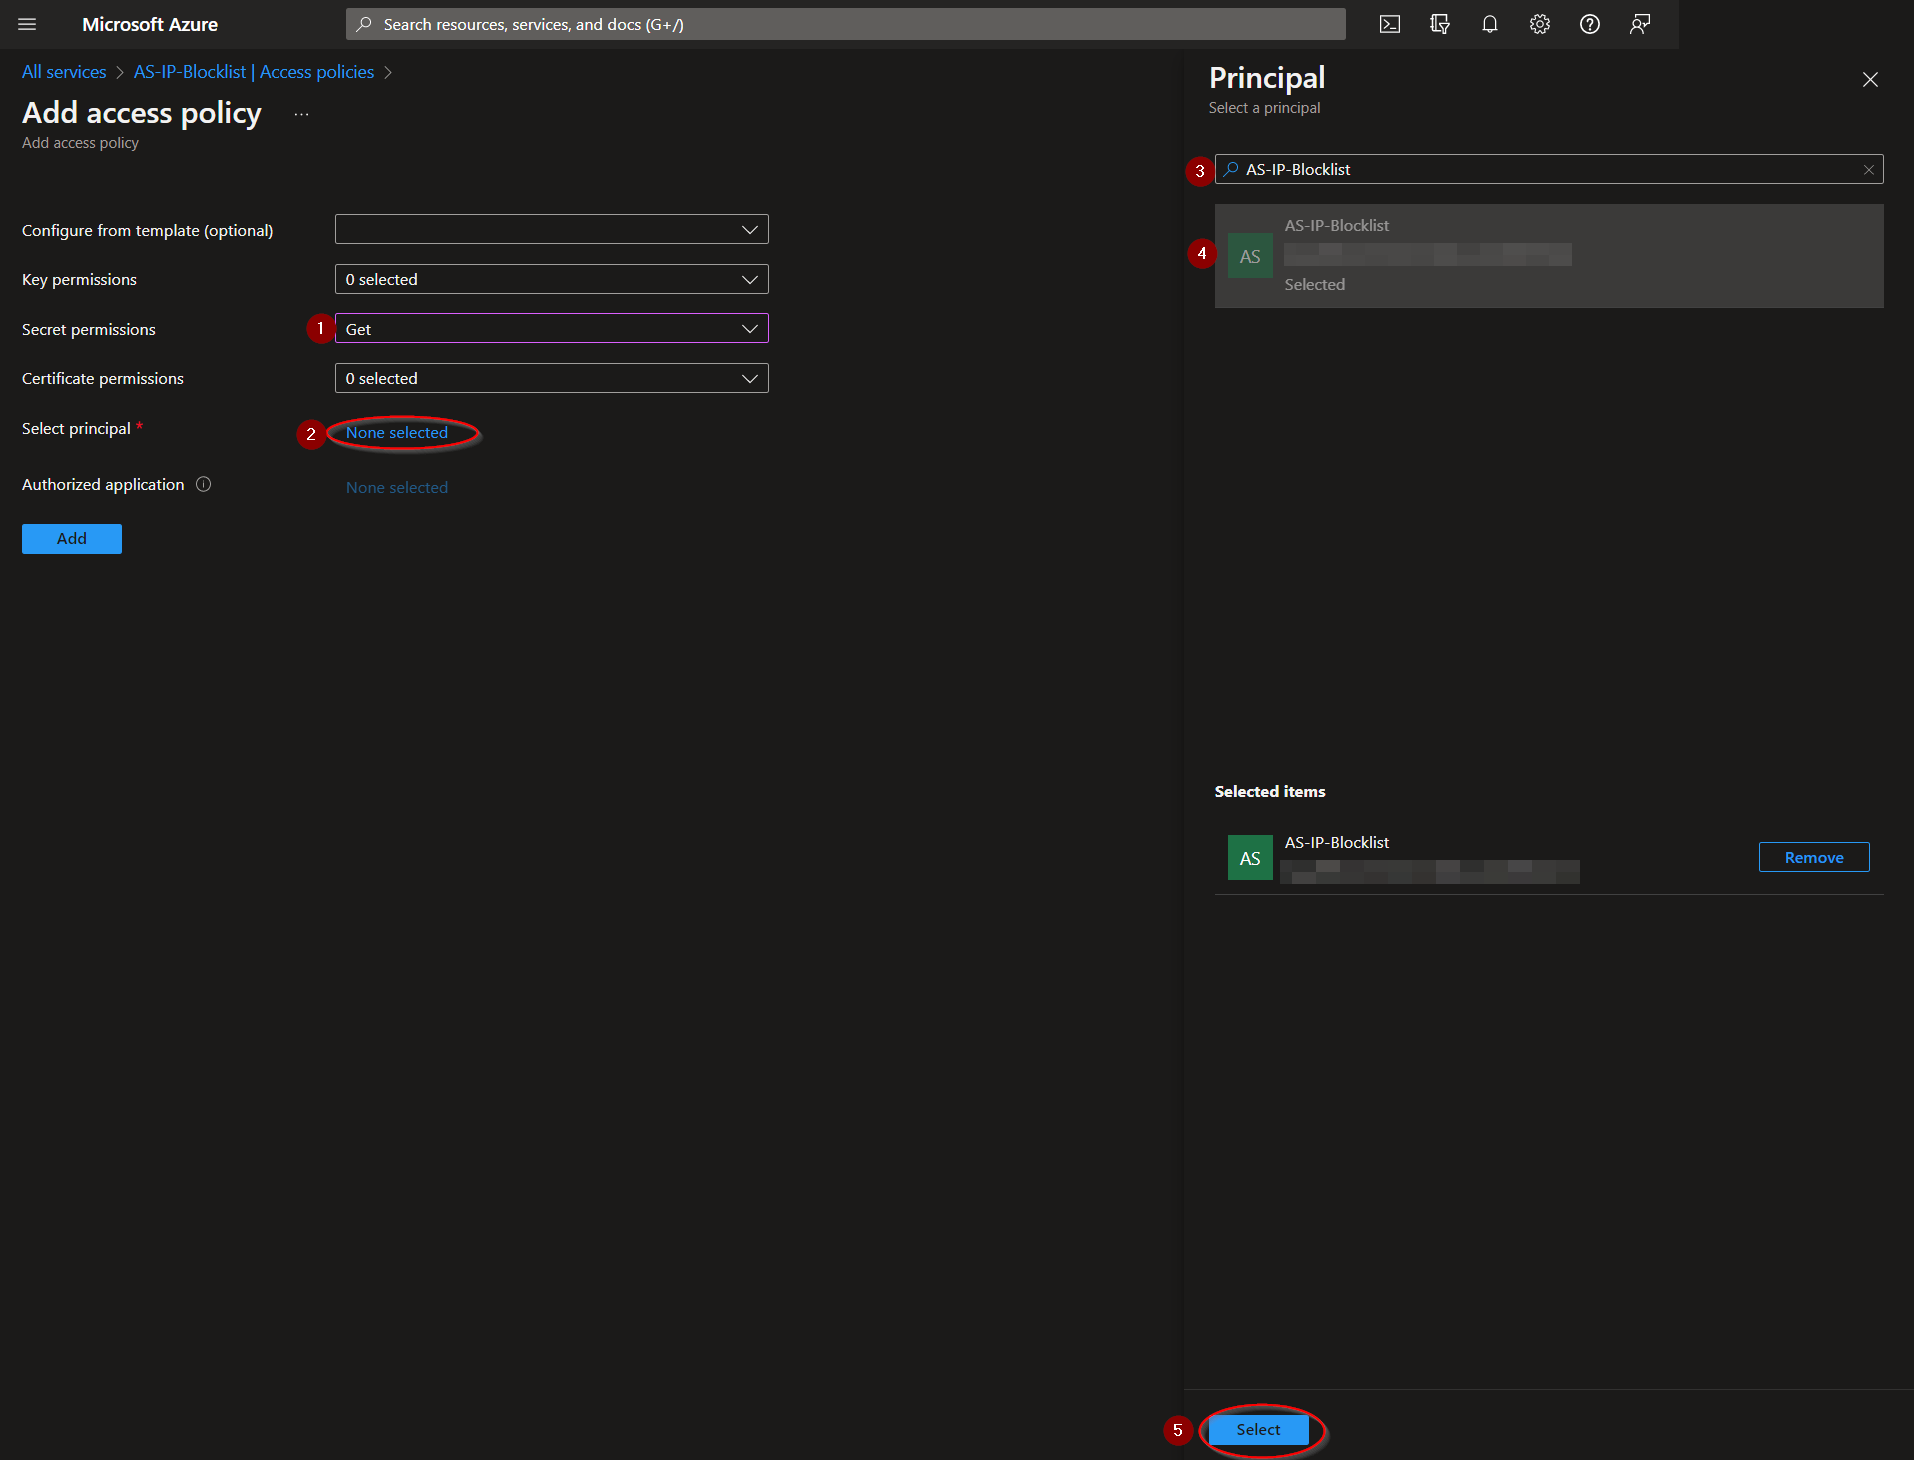 Microsoft Azure
Search resources, services, and docs (G+/)
All services > AS-IP-Blocklist | Access policies >
Add access policy ...
Add access policy
Configure from template (optional)
Key permissions 0 selected
Secret permissions 1 Get
Certificate permissions 0 selected
Select principal * 2 None selected
Authorized application None selected
Add
Principal
Select a principal
3 AS-IP-Blocklist
4 AS AS-IP-Blocklist
Selected
Selected items
AS AS-IP-Blocklist
Remove
5 Select